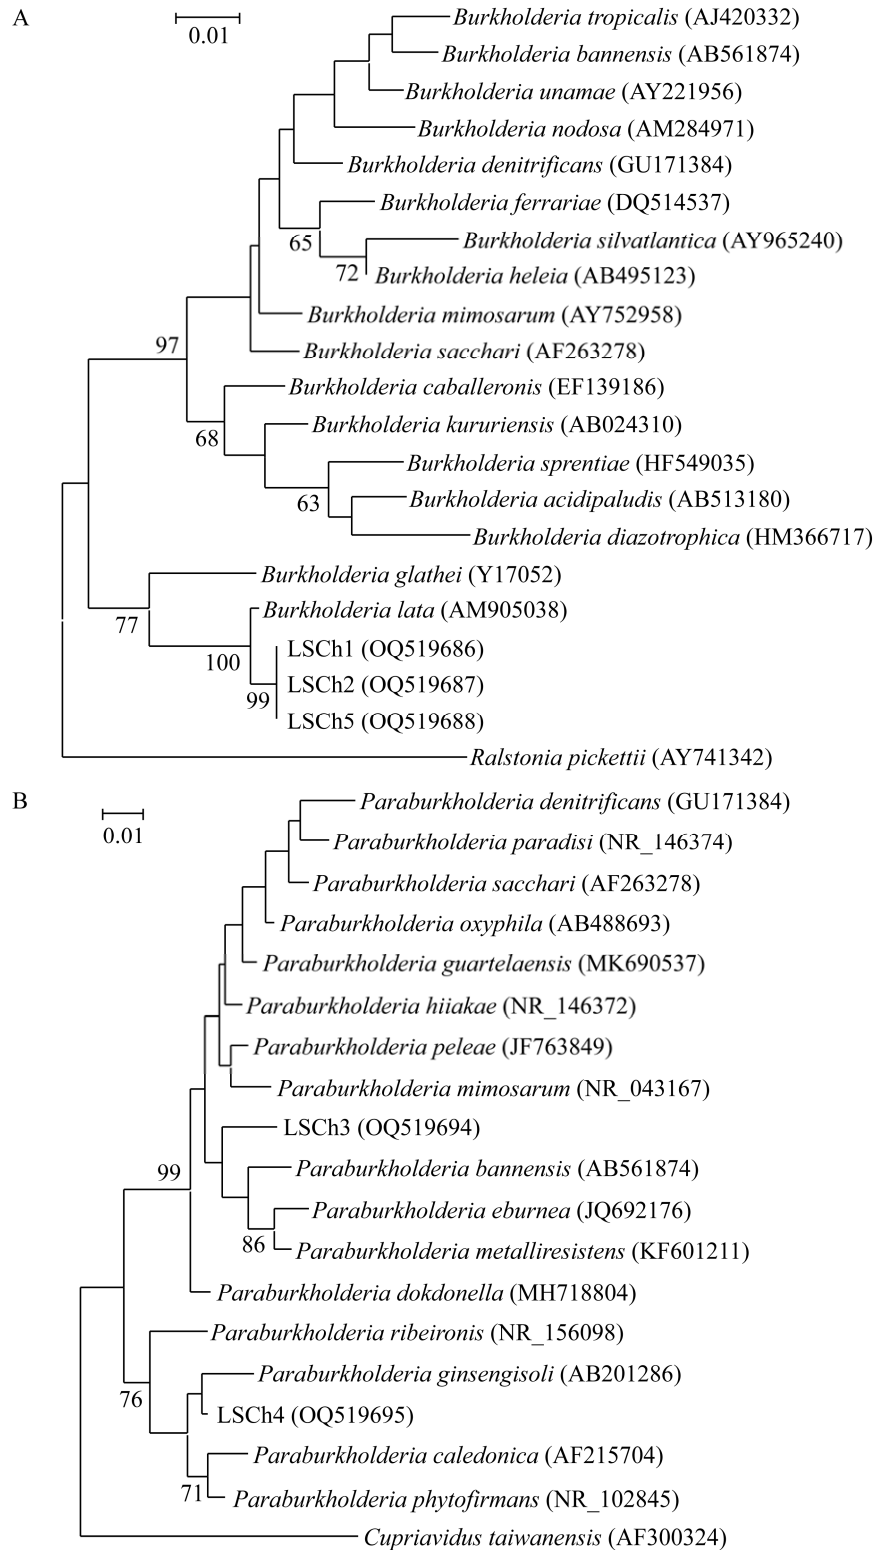 A
0.01
Burkholderia tropicalis (AJ420332)
Burkholderia bannensis (AB561874)
Burkholderia unamae (AY221956)
Burkholderia nodosa (AM284971)
Burkholderia denitrificans (GU171384)
Burkholderia ferrariae (DQ514537)
65
Burkholderia silvatlantica (AY965240)
72
Burkholderia heleia (AB495123)
Burkholderia mimosarum (AY752958)
97
Burkholderia sacchari (AF263278)
Burkholderia caballeronis (EF139186)
68
Burkholderia kururiensis (AB024310)
Burkholderia sprentiae (HF549035)
63
Burkholderia acidipaludis (AB513180)
Burkholderia diazotrophica (HM366717)
Burkholderia glathei (Y17052)
77
Burkholderia lata (AM905038)
100
LSCh1 (OQ519686)
LSCh2 (OQ519687)
99
LSCh5 (OQ519688)
Ralstonia pickettii (AY741342)
B
0.01
Paraburkholderia denitrificans (GU171384)
Paraburkholderia paradisi (NR_146374)
Paraburkholderia sacchari (AF263278)
Paraburkholderia oxyphila (AB488693)
Paraburkholderia guartelaensis (MK690537)
Paraburkholderia hiiakae (NR_146372)
Paraburkholderia peleae (JF763849)
Paraburkholderia mimosarum (NR_043167)
LSCh3 (OQ519694)
99
Paraburkholderia bannensis (AB561874)
Paraburkholderia eburnea (JQ692176)
86
Paraburkholderia metalliresistens (KF601211)
Paraburkholderia dokdonella (MH718804)
Paraburkholderia ribeironis (NR_156098)
Paraburkholderia ginsengisoli (AB201286)
76
LSCh4 (OQ519695)
Paraburkholderia caledonica (AF215704)
71
Paraburkholderia phytofirmans (NR_102845)
Cupriavidus taiwanensis (AF300324)